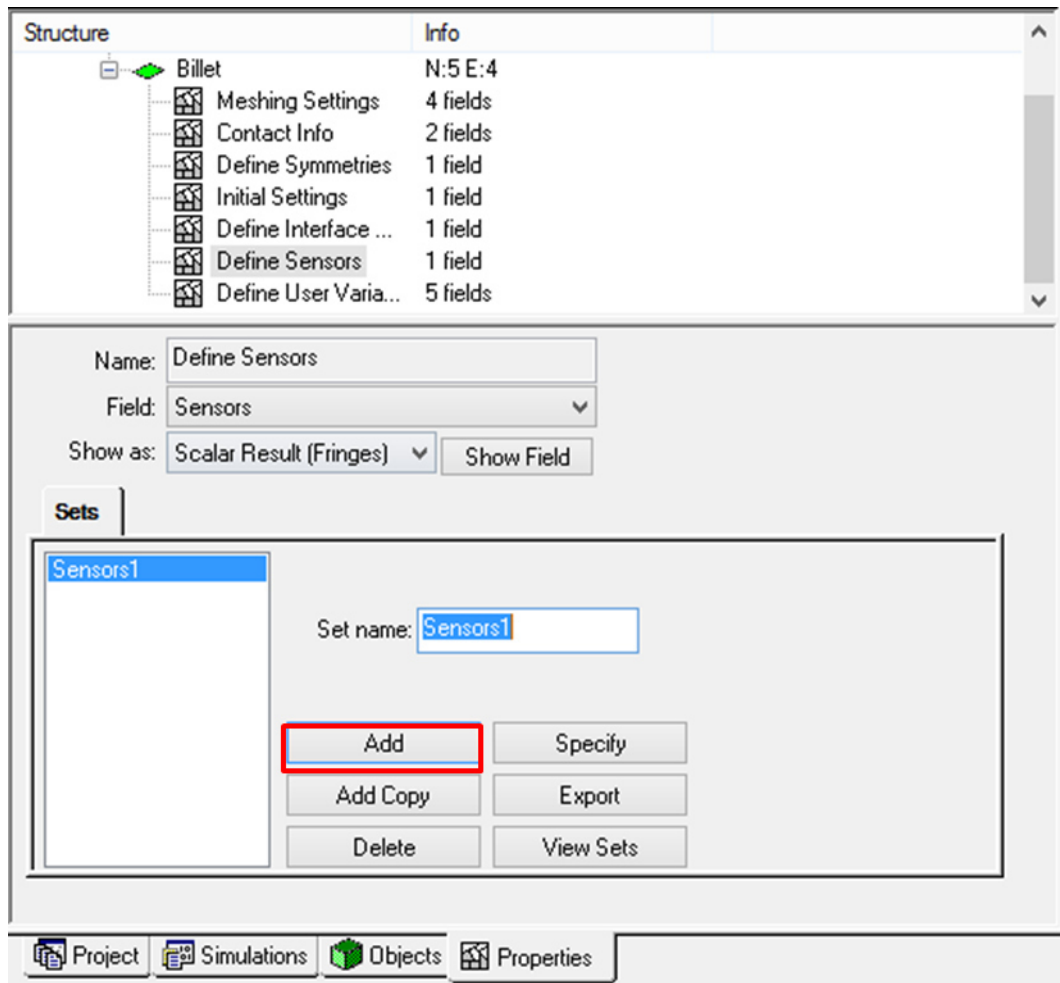 Structure Info
Billet N:5 E:4
Meshing Settings 4 fields
Contact Info 2 fields
Define Symmetries 1 field
Initial Settings 1 field
Define Interface ... 1 field
Define Sensors 1 field
Define User Varia... 5 fields
Name: Define Sensors
Field: Sensors
Show as: Scalar Result (Fringes) Show Field
Sets
Sensors1
Set name: Sensors1
Add Specify
Add Copy Export
Delete View Sets
Project Simulations Objects Properties